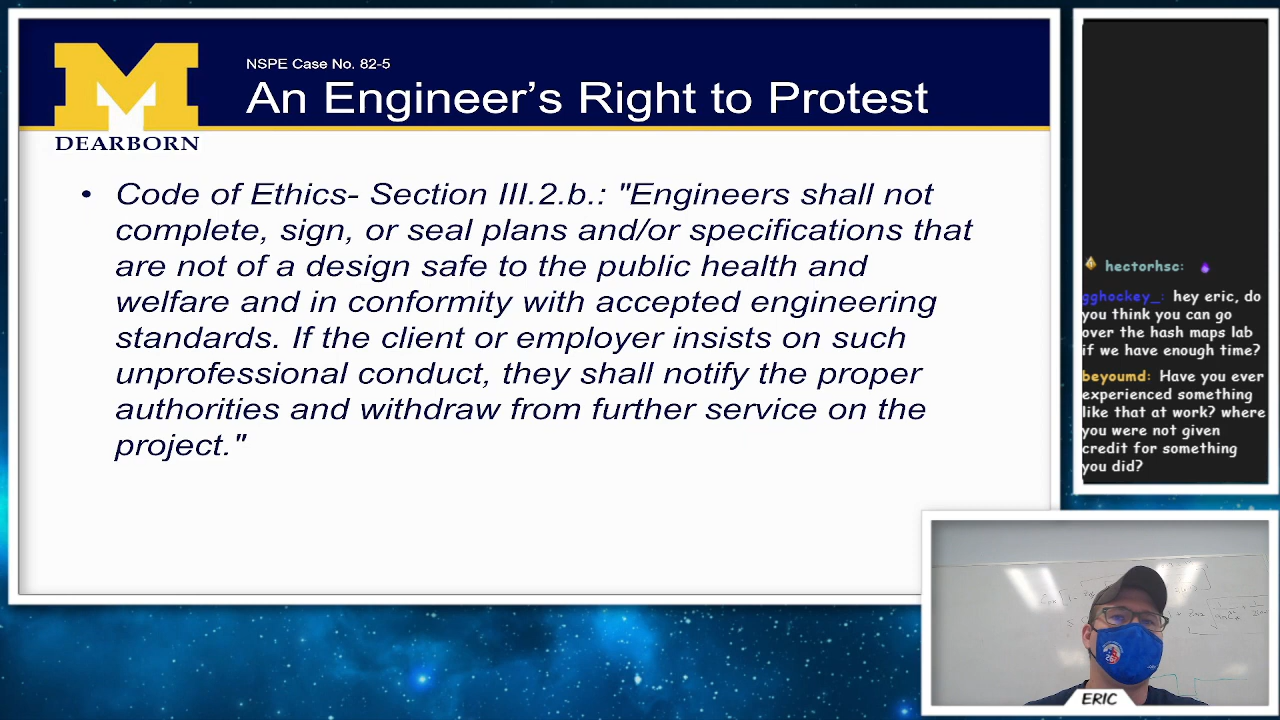 NSPE Case No. 82-5
An Engineer's Right to Protest
DEARBORN
• Code of Ethics- Section III.2.b.: "Engineers shall not
complete, sign, or seal plans and/or specifications that
are not of a design safe to the public health and
welfare and in conformity with accepted engineering
standards. If the client or employer insists on such
unprofessional conduct, they shall notify the proper
authorities and withdraw from further service on the
project."
hectorhsc:
gghockey_: hey eric, do
you think you can go
over the hash maps lab
if we have enough time?
beyoumd: Have you ever
experienced something
like that at work? where
you were not given
credit for something
you did?
ERIC